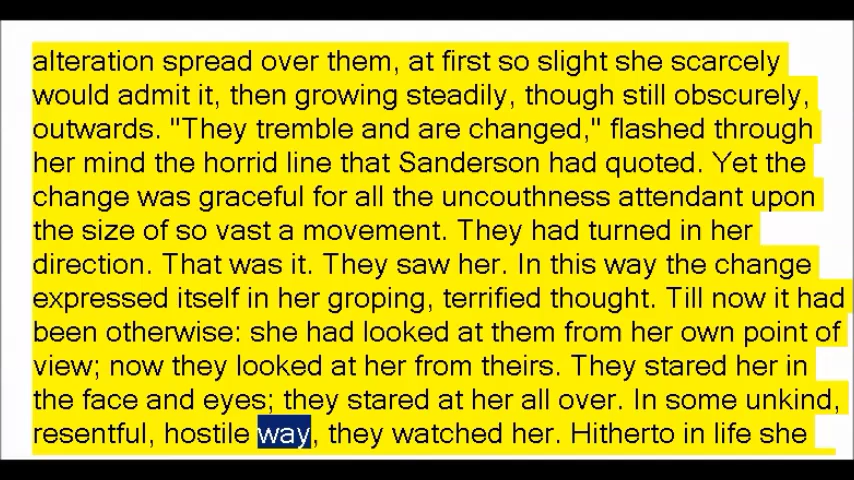 alteration spread over them, at first so slight she scarcely
would admit it, then growing steadily, though still obscurely,
outwards. "They tremble and are changed," flashed through
her mind the horrid line that Sanderson had quoted. Yet the
change was graceful for all the uncouthness attendant upon
the size of so vast a movement. They had turned in her
direction. That was it. They saw her. In this way the change
expressed itself in her groping, terrified thought. Till now it had
been otherwise: she had looked at them from her own point of
view; now they looked at her from theirs. They stared her in
the face and eyes; they stared at her all over. In some unkind,
resentful, hostile way, they watched her. Hitherto in life she